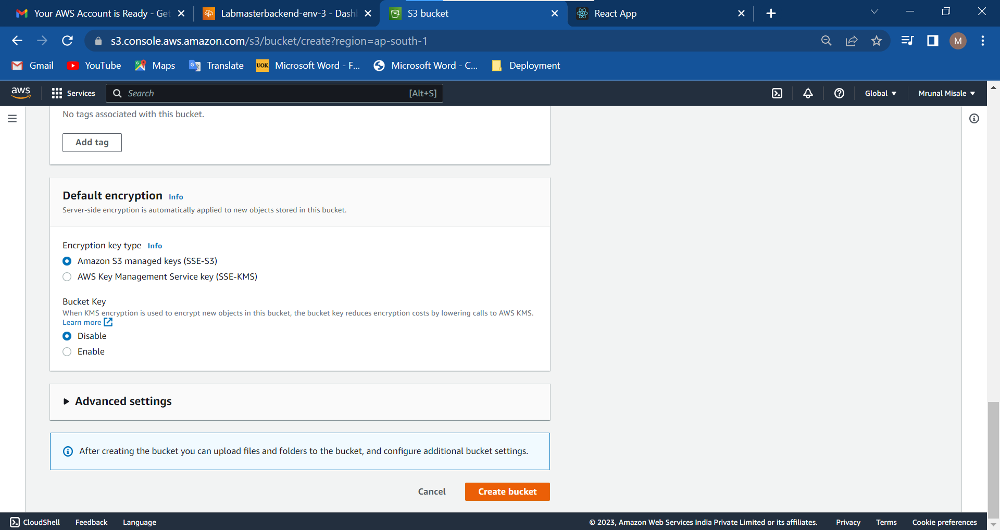 Your AWS Account is Ready - Get
Labmasterbackend-env-3 - Dash
S3 bucket
React App
s3.console.aws.amazon.com/s3/bucket/create?region=ap-south-1
M
Gmail
YouTube
Maps
Translate
UOK
Microsoft Word - F...
Microsoft Word - C...
Deployment
aws
Services
Search
[Alt+S]
Global
Mrunal Misale
No tags associated with this bucket.
Add tag
Default encryption Info
Server-side encryption is automatically applied to new objects stored in this bucket.
Encryption key type Info
Amazon S3 managed keys (SSE-S3)
AWS Key Management Service key (SSE-KMS)
Bucket Key
When KMS encryption is used to encrypt new objects in this bucket, the bucket key reduces encryption costs by lowering calls to AWS KMS.
Learn more
Disable
Enable
Advanced settings
After creating the bucket you can upload files and folders to the bucket, and configure additional bucket settings.
Cancel
Create bucket
CloudShell
Feedback
Language
© 2023, Amazon Web Services India Private Limited or its affiliates.
Privacy
Terms
Cookie preferences